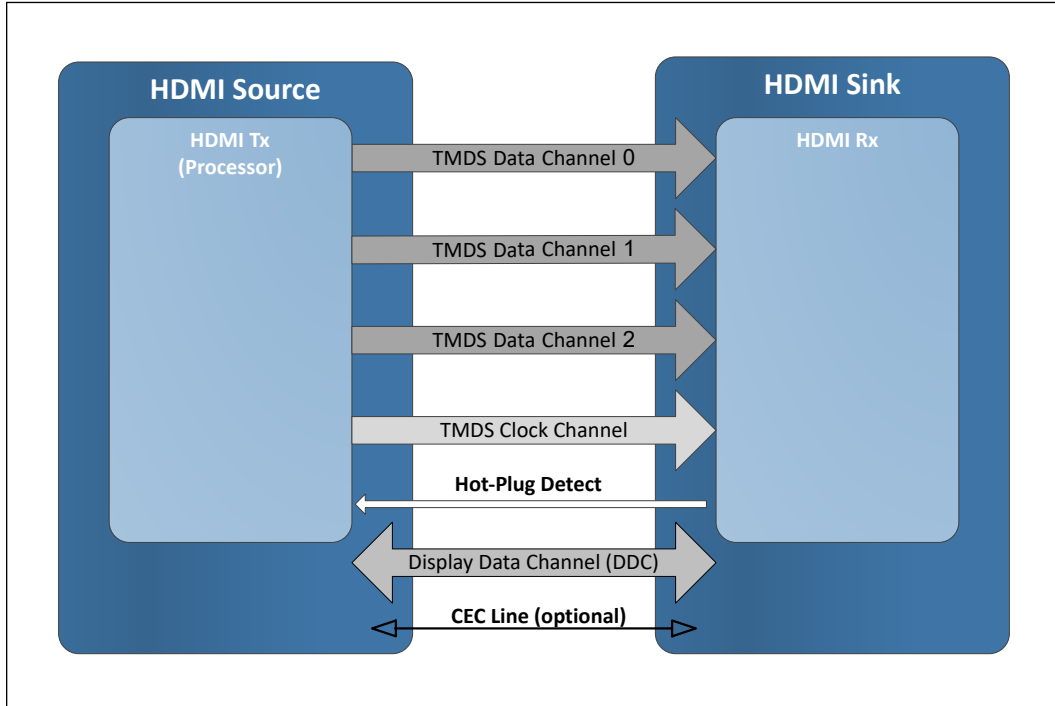 HDMI Source
HDMI Sink
HDMI Tx
(Processor)
HDMI Rx
TMDS Data Channel 0
TMDS Data Channel 1
TMDS Data Channel 2
TMDS Clock Channel
Hot-Plug Detect
Display Data Channel (DDC)
CEC Line (optional)